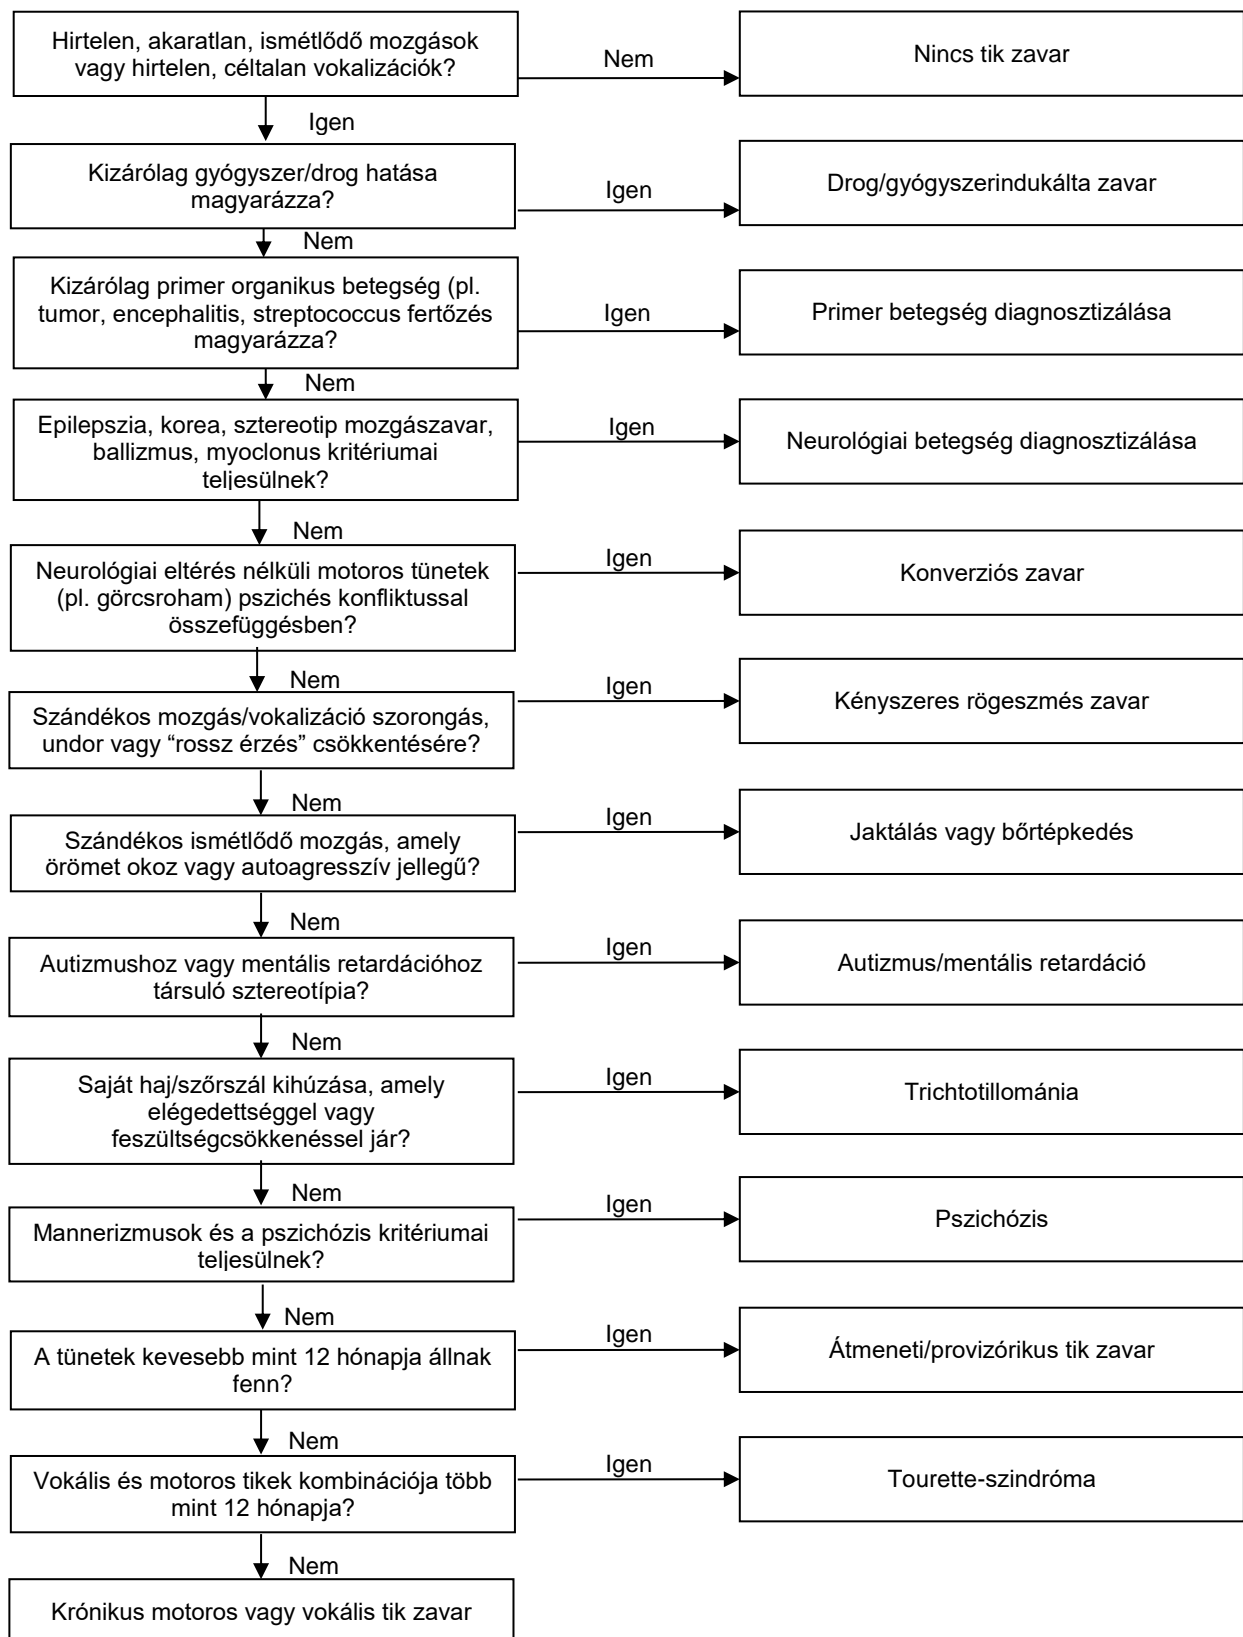 Hirtelen, akaratlan, ismétlődő mozgások
vagy hirtelen, céltalan vokalizációk?
Nem
Nincs tik zavar
Igen
Kizárólag gyógyszer/drog hatása
magyarázza?
Igen
Drog/gyógyszerindukálta zavar
Nem
Kizárólag primer organikus betegség (pl.
tumor, encephalitis, streptococcus fertőzés
magyarázza?
Igen
Primer betegség diagnosztizálása
Nem
Epilepszia, korea, sztereotip mozgászavar,
ballizmus, myoclonus kritériumai
teljesülnek?
Igen
Neurológiai betegség diagnosztizálása
Nem
Neurológiai eltérés nélküli motoros tünetek
(pl. görcsroham) pszichés konfliktussal
összefüggésben?
Igen
Konverziós zavar
Nem
Szándékos mozgás/vokalizáció szorongás,
undor vagy “rossz érzés” csökkentésére?
Igen
Kényszeres rögeszmés zavar
Nem
Szándékos ismétlődő mozgás, amely
örömet okoz vagy autoagresszív jellegű?
Igen
Jaktálás vagy bőrtépkedés
Nem
Autizmushoz vagy mentális retardációhoz
társuló sztereotípia?
Igen
Autizmus/mentális retardáció
Nem
Saját haj/szőrszál kihúzása, amely
elégedettséggel vagy
feszültségcsökkenéssel jár?
Igen
Trichtotillománia
Nem
Mannerizmusok és a pszichózis kritériumai
teljesülnek?
Igen
Pszichózis
Nem
A tünetek kevesebb mint 12 hónapja állnak
fenn?
Igen
Átmeneti/provizórikus tik zavar
Nem
Vokális és motoros tikek kombinációja több
mint 12 hónapja?
Igen
Tourette-szindróma
Nem
Krónikus motoros vagy vokális tik zavar